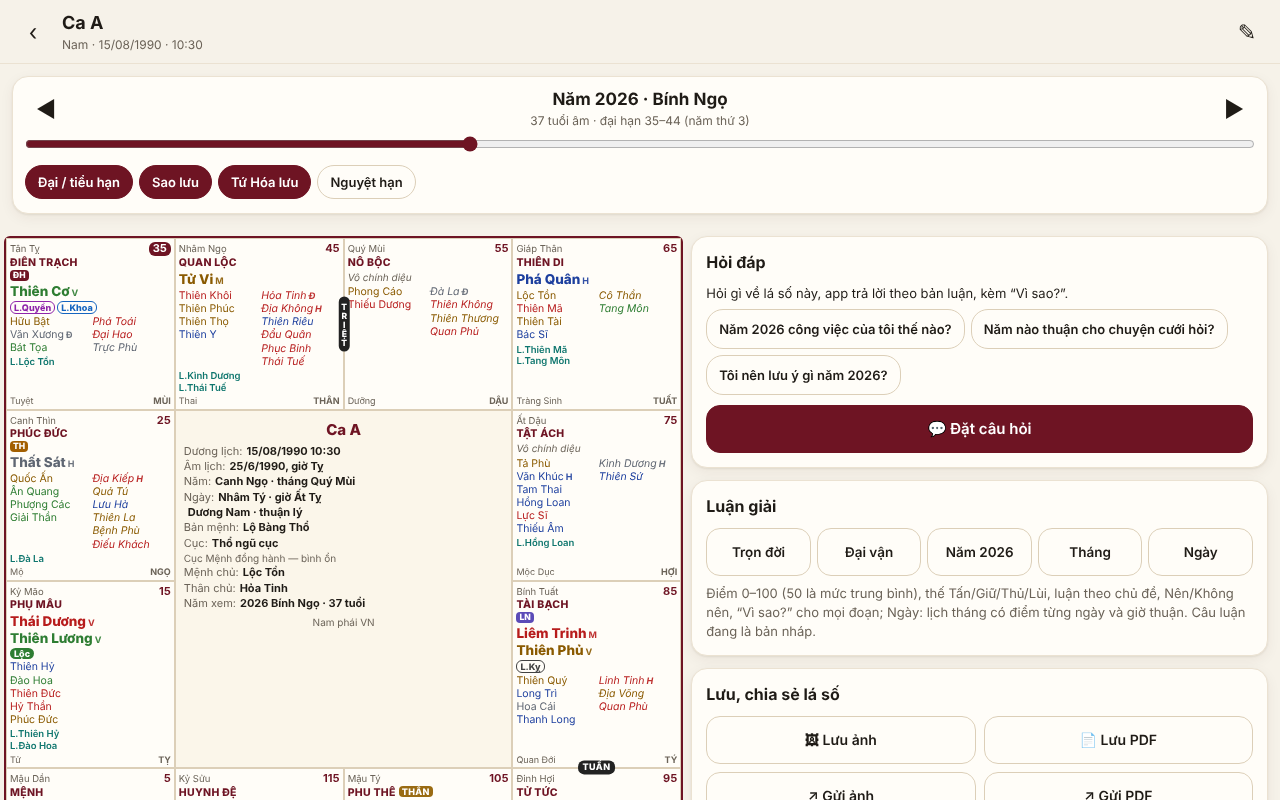 ‹
Ca A
Nam · 15/08/1990 · 10:30
✎
◀
Năm 2026 · Bính Ngọ
37 tuổi âm · đại hạn 35–44 (năm thứ 3)
▶
Đại / tiểu hạn
Sao lưu
Tứ Hóa lưu
Nguyệt hạn
Tân Tỵ
35
ĐIỀN TRẠCH
ĐH
Thiên Cơ V
L.Quyền L.Khoa
Hữu Bật
Văn Xương Đ
Bát Tọa
Phá Toái
Đại Hao
Trực Phù
L.Lộc Tồn
Tuyệt
MÙI
Nhâm Ngọ
45
QUAN LỘC
Tử Vi M
Thiên Khôi
Thiên Phúc
Thiên Thọ
Thiên Y
Hỏa Tinh Đ
Địa Không H
Thiên Riêu
Đẩu Quân
Phục Binh
Thái Tuế
L.Kình Dương
L.Thái Tuế
Thai
THÂN
TRIỆT
Quý Mùi
55
NÔ BỘC
Vô chính diệu
Phong Cáo
Thiếu Dương
Đà La Đ
Thiên Không
Thiên Thương
Quan Phủ
Dưỡng
DẬU
Giáp Thân
65
THIÊN DI
Phá Quân H
Lộc Tồn
Thiên Mã
Thiên Tài
Bác Sĩ
Cô Thần
Tang Môn
L.Thiên Mã
L.Tang Môn
Tràng Sinh
TUẤT
Canh Thìn
25
PHÚC ĐỨC
TH
Thất Sát H
Quốc Ấn
Ân Quang
Phượng Các
Giải Thần
Địa Kiếp H
Quả Tú
Lưu Hà
Thiên La
Bệnh Phù
Điếu Khách
L.Đà La
Mộ
NGỌ
Ca A
Dương lịch: 15/08/1990 10:30
Âm lịch: 25/6/1990, giờ Tỵ
Năm: Canh Ngọ · tháng Quý Mùi
Ngày: Nhâm Tý · giờ Ất Tỵ
Dương Nam · thuận lý
Bản mệnh: Lộ Bàng Thổ
Cục: Thổ ngũ cục
Cục Mệnh đồng hành — bình ổn
Mệnh chủ: Lộc Tồn
Thân chủ: Hỏa Tinh
Năm xem: 2026 Bính Ngọ · 37 tuổi
Nam phái VN
Ất Dậu
75
TẬT ÁCH
Vô chính diệu
Tả Phù
Văn Khúc H
Tam Thai
Hồng Loan
Lực Sĩ
Thiếu Âm
Kình Dương H
Thiên Sứ
L.Hồng Loan
Mộc Dục
HỢI
Kỷ Mão
15
PHỤ MẪU
Thái Dương V
Thiên Lương V
Lộc
Thiên Hỷ
Đào Hoa
Thiên Đức
Hỷ Thần
Phúc Đức
L.Thiên Hỷ
L.Đào Hoa
Tử
TỴ
Bính Tuất
85
TÀI BẠCH
LN
Liêm Trinh M
Thiên Phủ V
L.Kỵ
Thiên Quý
Long Trì
Hoa Cái
Thanh Long
Linh Tinh H
Địa Võng
Quan Phù
Quan Đới
TÝ
TUẦN
Mậu Dần
5
MỆNH
Kỷ Sửu
115
HUYNH ĐỆ
Mậu Tý
105
PHU THÊ THÂN
Đinh Hợi
95
TỬ TỨC
Hỏi đáp
Hỏi gì về lá số này, app trả lời theo bản luận, kèm “Vì sao?”.
Năm 2026 công việc của tôi thế nào?
Năm nào thuận cho chuyện cưới hỏi?
Tôi nên lưu ý gì năm 2026?
💬 Đặt câu hỏi
Luận giải
Trọn đời
Đại vận
Năm 2026
Tháng
Ngày
Điểm 0–100 (50 là mức trung bình), thế Tấn/Giữ/Thủ/Lùi, luận theo chủ đề, Nên/Không
nên, “Vì sao?” cho mọi đoạn; Ngày: lịch tháng có điểm từng ngày và giờ thuận. Câu luận
đang là bản nháp.
Lưu, chia sẻ lá số
🖼 Lưu ảnh
📄 Lưu PDF
↗ Gửi ảnh
↗ Gửi PDF